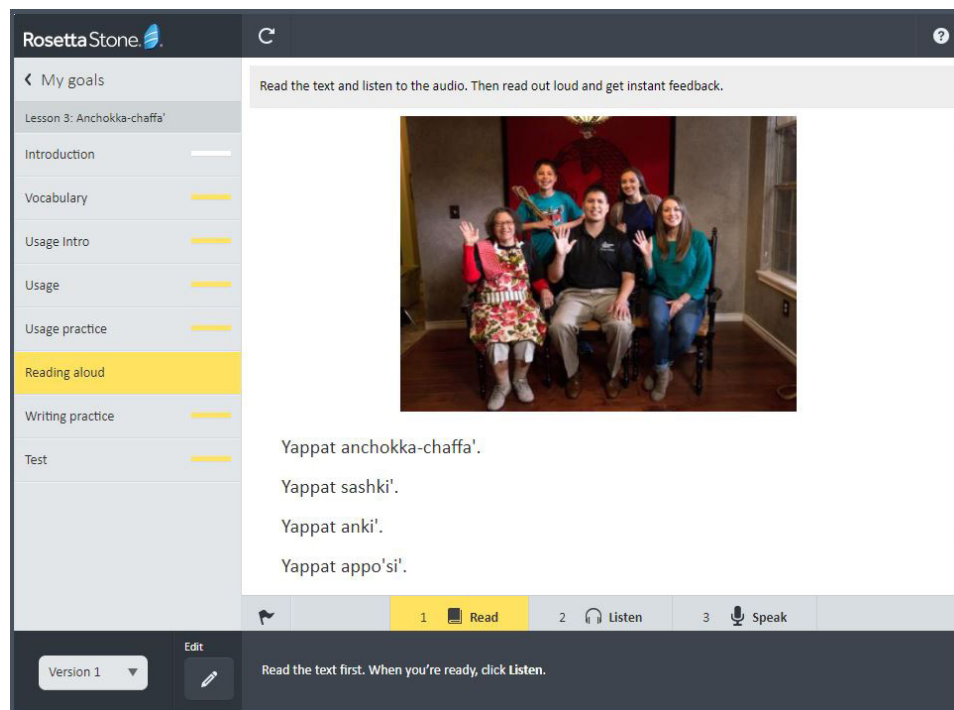 Rosetta Stone.
My goals
Lesson 3: Anchokka-chaffa'
Introduction
Vocabulary
Usage Intro
Usage
Usage practice
Reading aloud
Writing practice
Test
Read the text and listen to the audio. Then read out loud and get instant feedback.
Yappat anchokka-chaffa'.
Yappat sashki'.
Yappat anki'.
Yappat appo'si'.
1 Read 2 Listen 3 Speak
Version 1
Edit
Read the text first. When you're ready, click Listen.